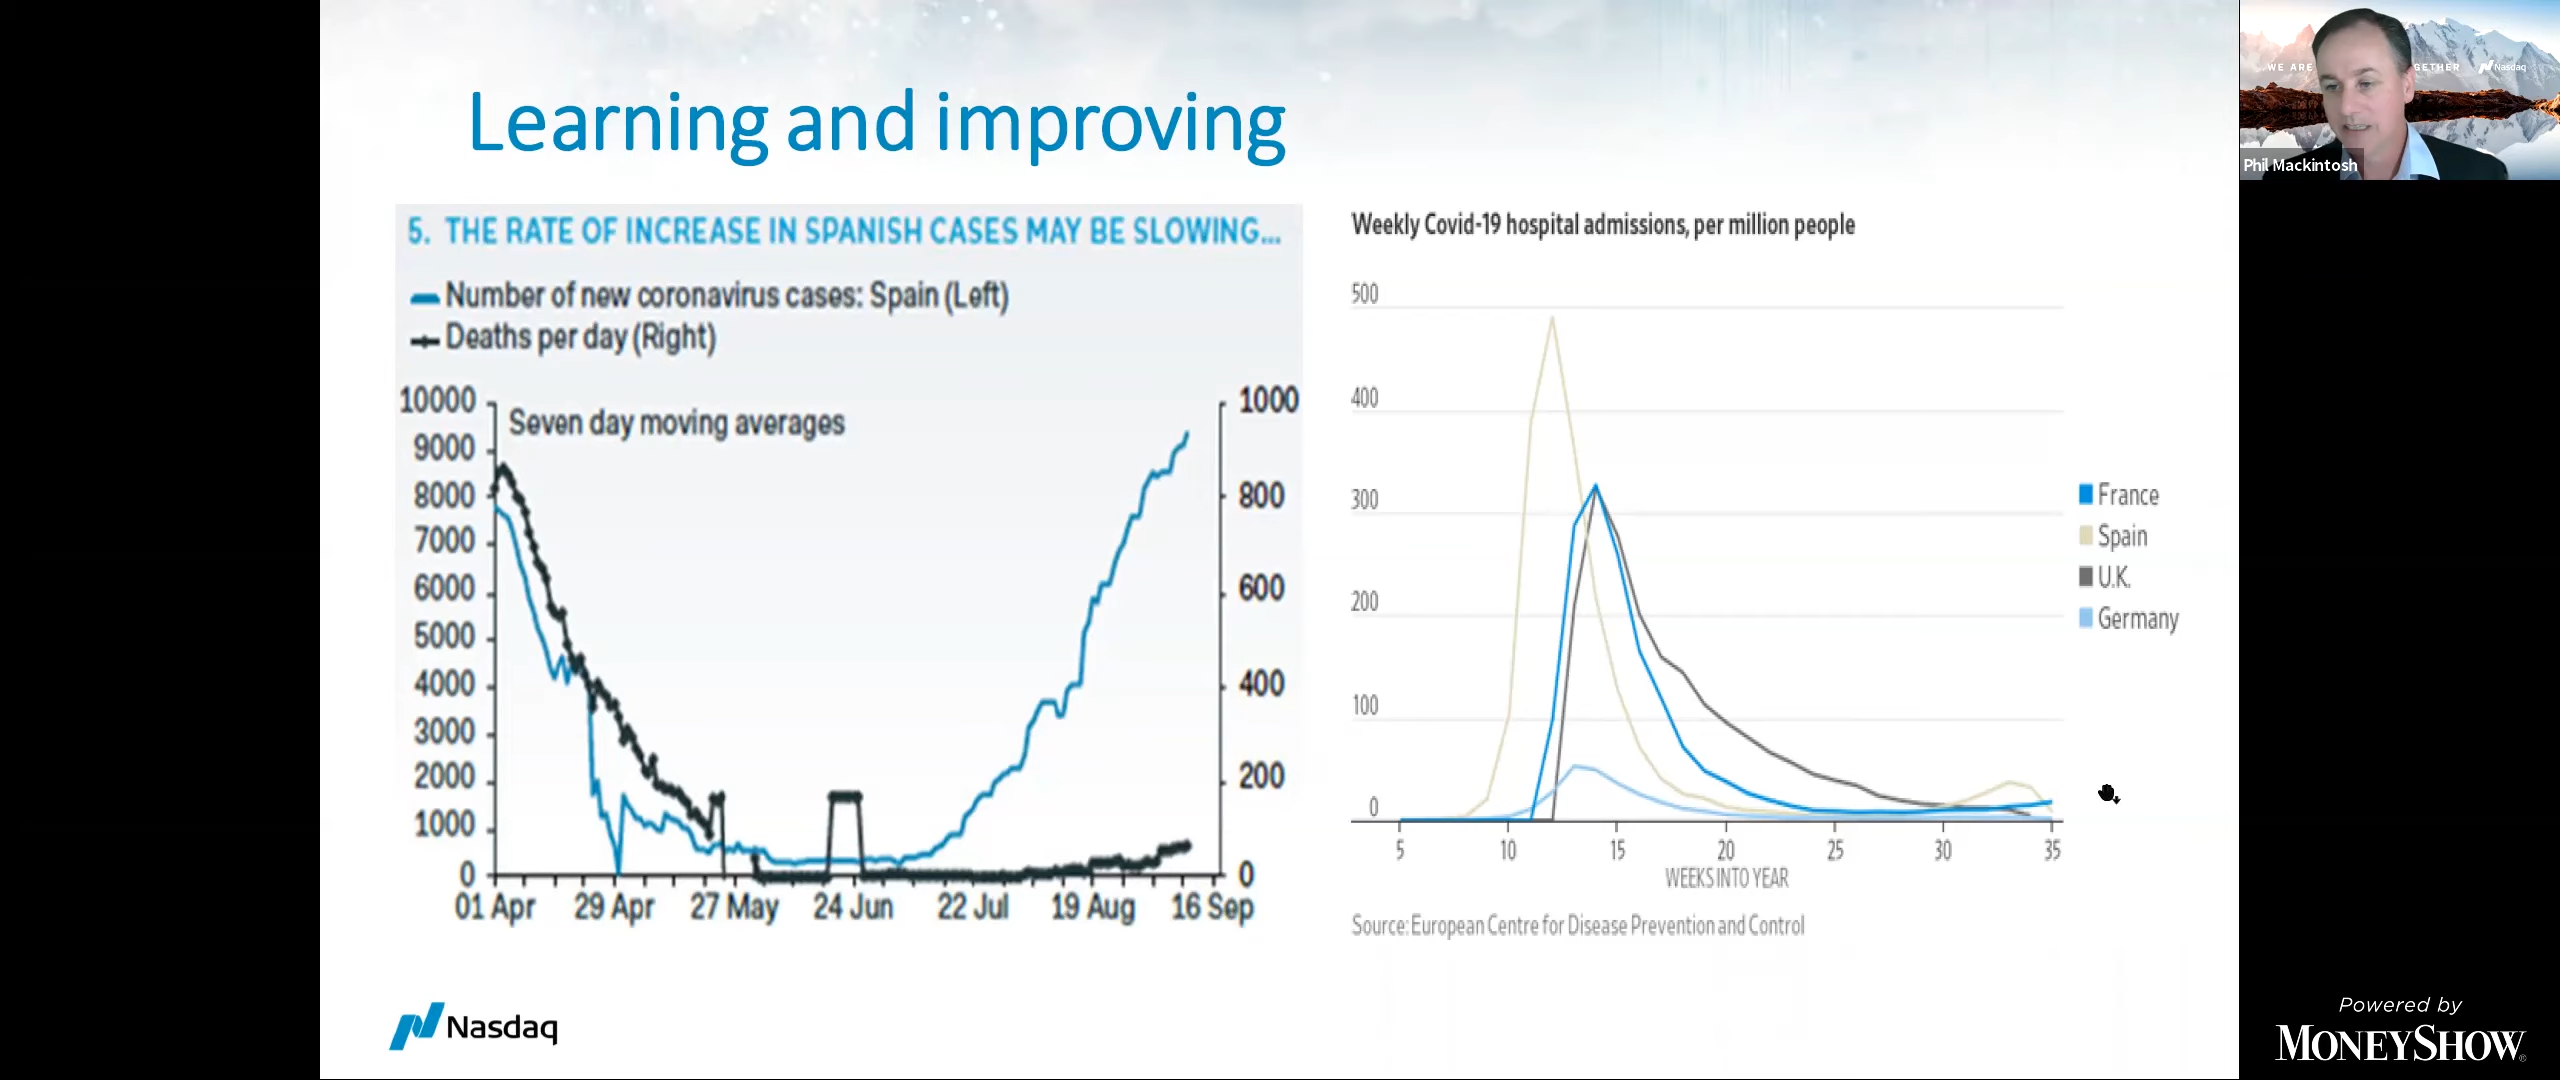 Learning and improving
5. THE RATE OF INCREASE IN SPANISH CASES MAY BE SLOWING...
Number of new coronavirus cases: Spain (Left)
Deaths per day (Right)
Seven day moving averages
10000
9000
8000
7000
6000
5000
4000
3000
2000
1000
0
1000
800
600
400
200
0
01 Apr 29 Apr 27 May 24 Jun 22 Jul 19 Aug 16 Sep
Weekly Covid-19 hospital admissions, per million people
500
400
300
200
100
0
5 10 15 20 25 30 35
WEEKS INTO YEAR
France
Spain
U.K.
Germany
Source: European Centre for Disease Prevention and Control
Nasdaq
WE ARE GETHER Nasdaq
Phil Mackintosh
Powered by
MONEYSHOW